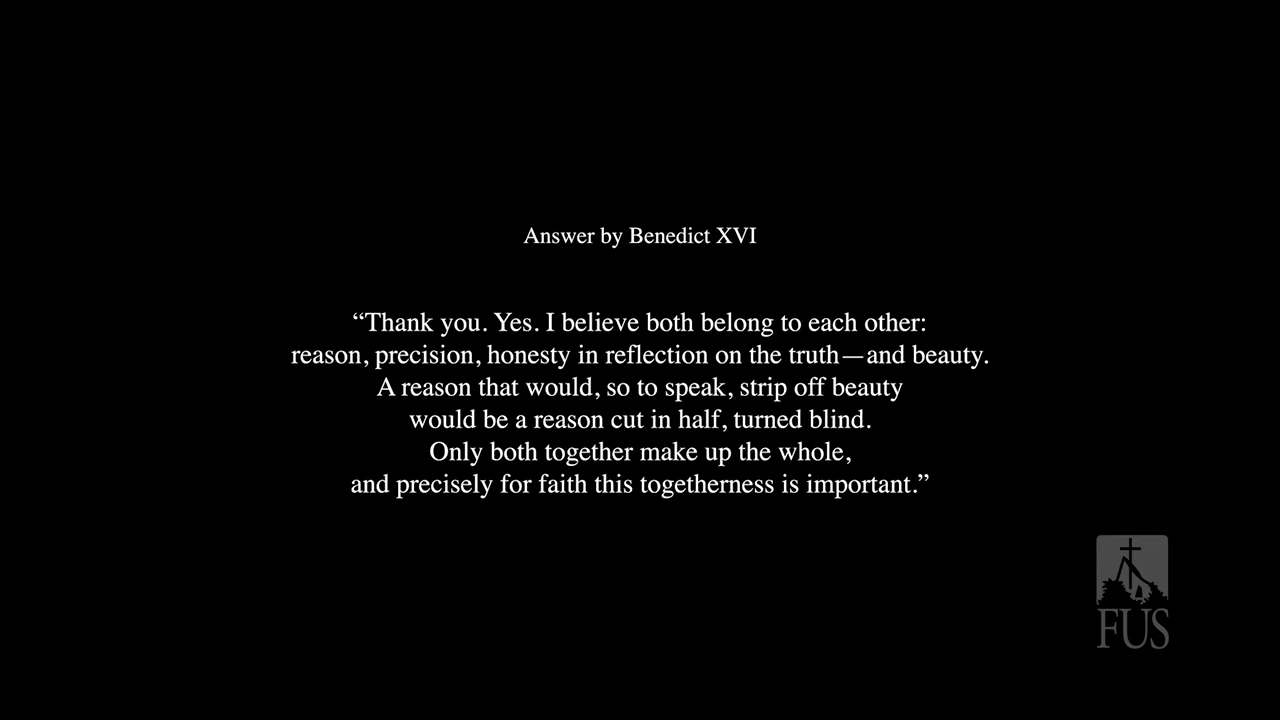 Answer by Benedict XVI
“Thank you. Yes. I believe both belong to each other:
reason, precision, honesty in reflection on the truth—and beauty.
A reason that would, so to speak, strip off beauty
would be a reason cut in half, turned blind.
Only both together make up the whole,
and precisely for faith this togetherness is important.”
FUS